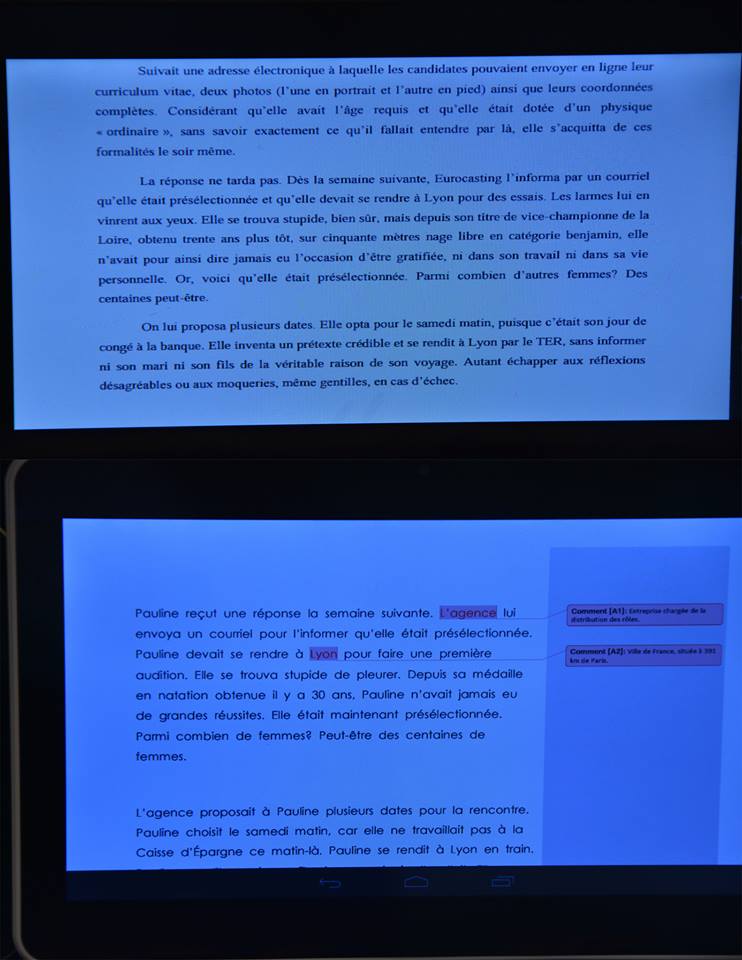 Suivait une adresse électronique à laquelle les candidates pouvaient envoyer en ligne leur
curriculum vitae, deux photos (l'une en portrait et l'autre en pied) ainsi que leurs coordonnées
complètes. Considérant qu'elle avait l'âge requis et qu'elle était dotée d'un physique
« ordinaire », sans savoir exactement ce qu'il fallait entendre par là, elle s'acquitta de ces
formalités le soir même.
La réponse ne tarda pas. Dès la semaine suivante, Eurocasting l'informa par un courriel
qu'elle était présélectionnée et qu'elle devait se rendre à Lyon pour des essais. Les larmes lui en
vinrent aux yeux. Elle se trouva stupide, bien sûr, mais depuis son titre de vice-championne de la
Loire, obtenu trente ans plus tôt, sur cinquante mètres nage libre en catégorie benjamin, elle
n'avait pour ainsi dire jamais eu l'occasion d'être gratifiée, ni dans son travail ni dans sa vie
personnelle. Or, voici qu'elle était présélectionnée. Parmi combien d'autres femmes? Des
centaines peut-être.
On lui proposa plusieurs dates. Elle opta pour le samedi matin, puisque c'était son jour de
congé à la banque. Elle inventa un prétexte crédible et se rendit à Lyon par le TER, sans informer
ni son mari ni son fils de la véritable raison de son voyage. Autant échapper aux réflexions
désagréables ou aux moqueries, même gentilles, en cas d'échec.
Pauline reçut une réponse la semaine suivante. L'agence lui
envoya un courriel pour l'informer qu'elle était présélectionnée.
Pauline devait se rendre à Lyon pour faire une première
audition. Elle se trouva stupide de pleurer. Depuis sa médaille
en natation obtenue il y a 30 ans, Pauline n'avait jamais eu
de grandes réussites. Elle était maintenant présélectionnée.
Parmi combien de femmes? Peut-être des centaines de
femmes.
L'agence proposait à Pauline plusieurs dates pour la rencontre.
Pauline choisit le samedi matin, car elle ne travaillait pas à la
Caisse d'Épargne ce matin-là. Pauline se rendit à Lyon en train.
Comment [A1]: Entreprise chargée de la
distribution des rôles.
Comment [A2]: Ville de France, située à 391
km de Paris.